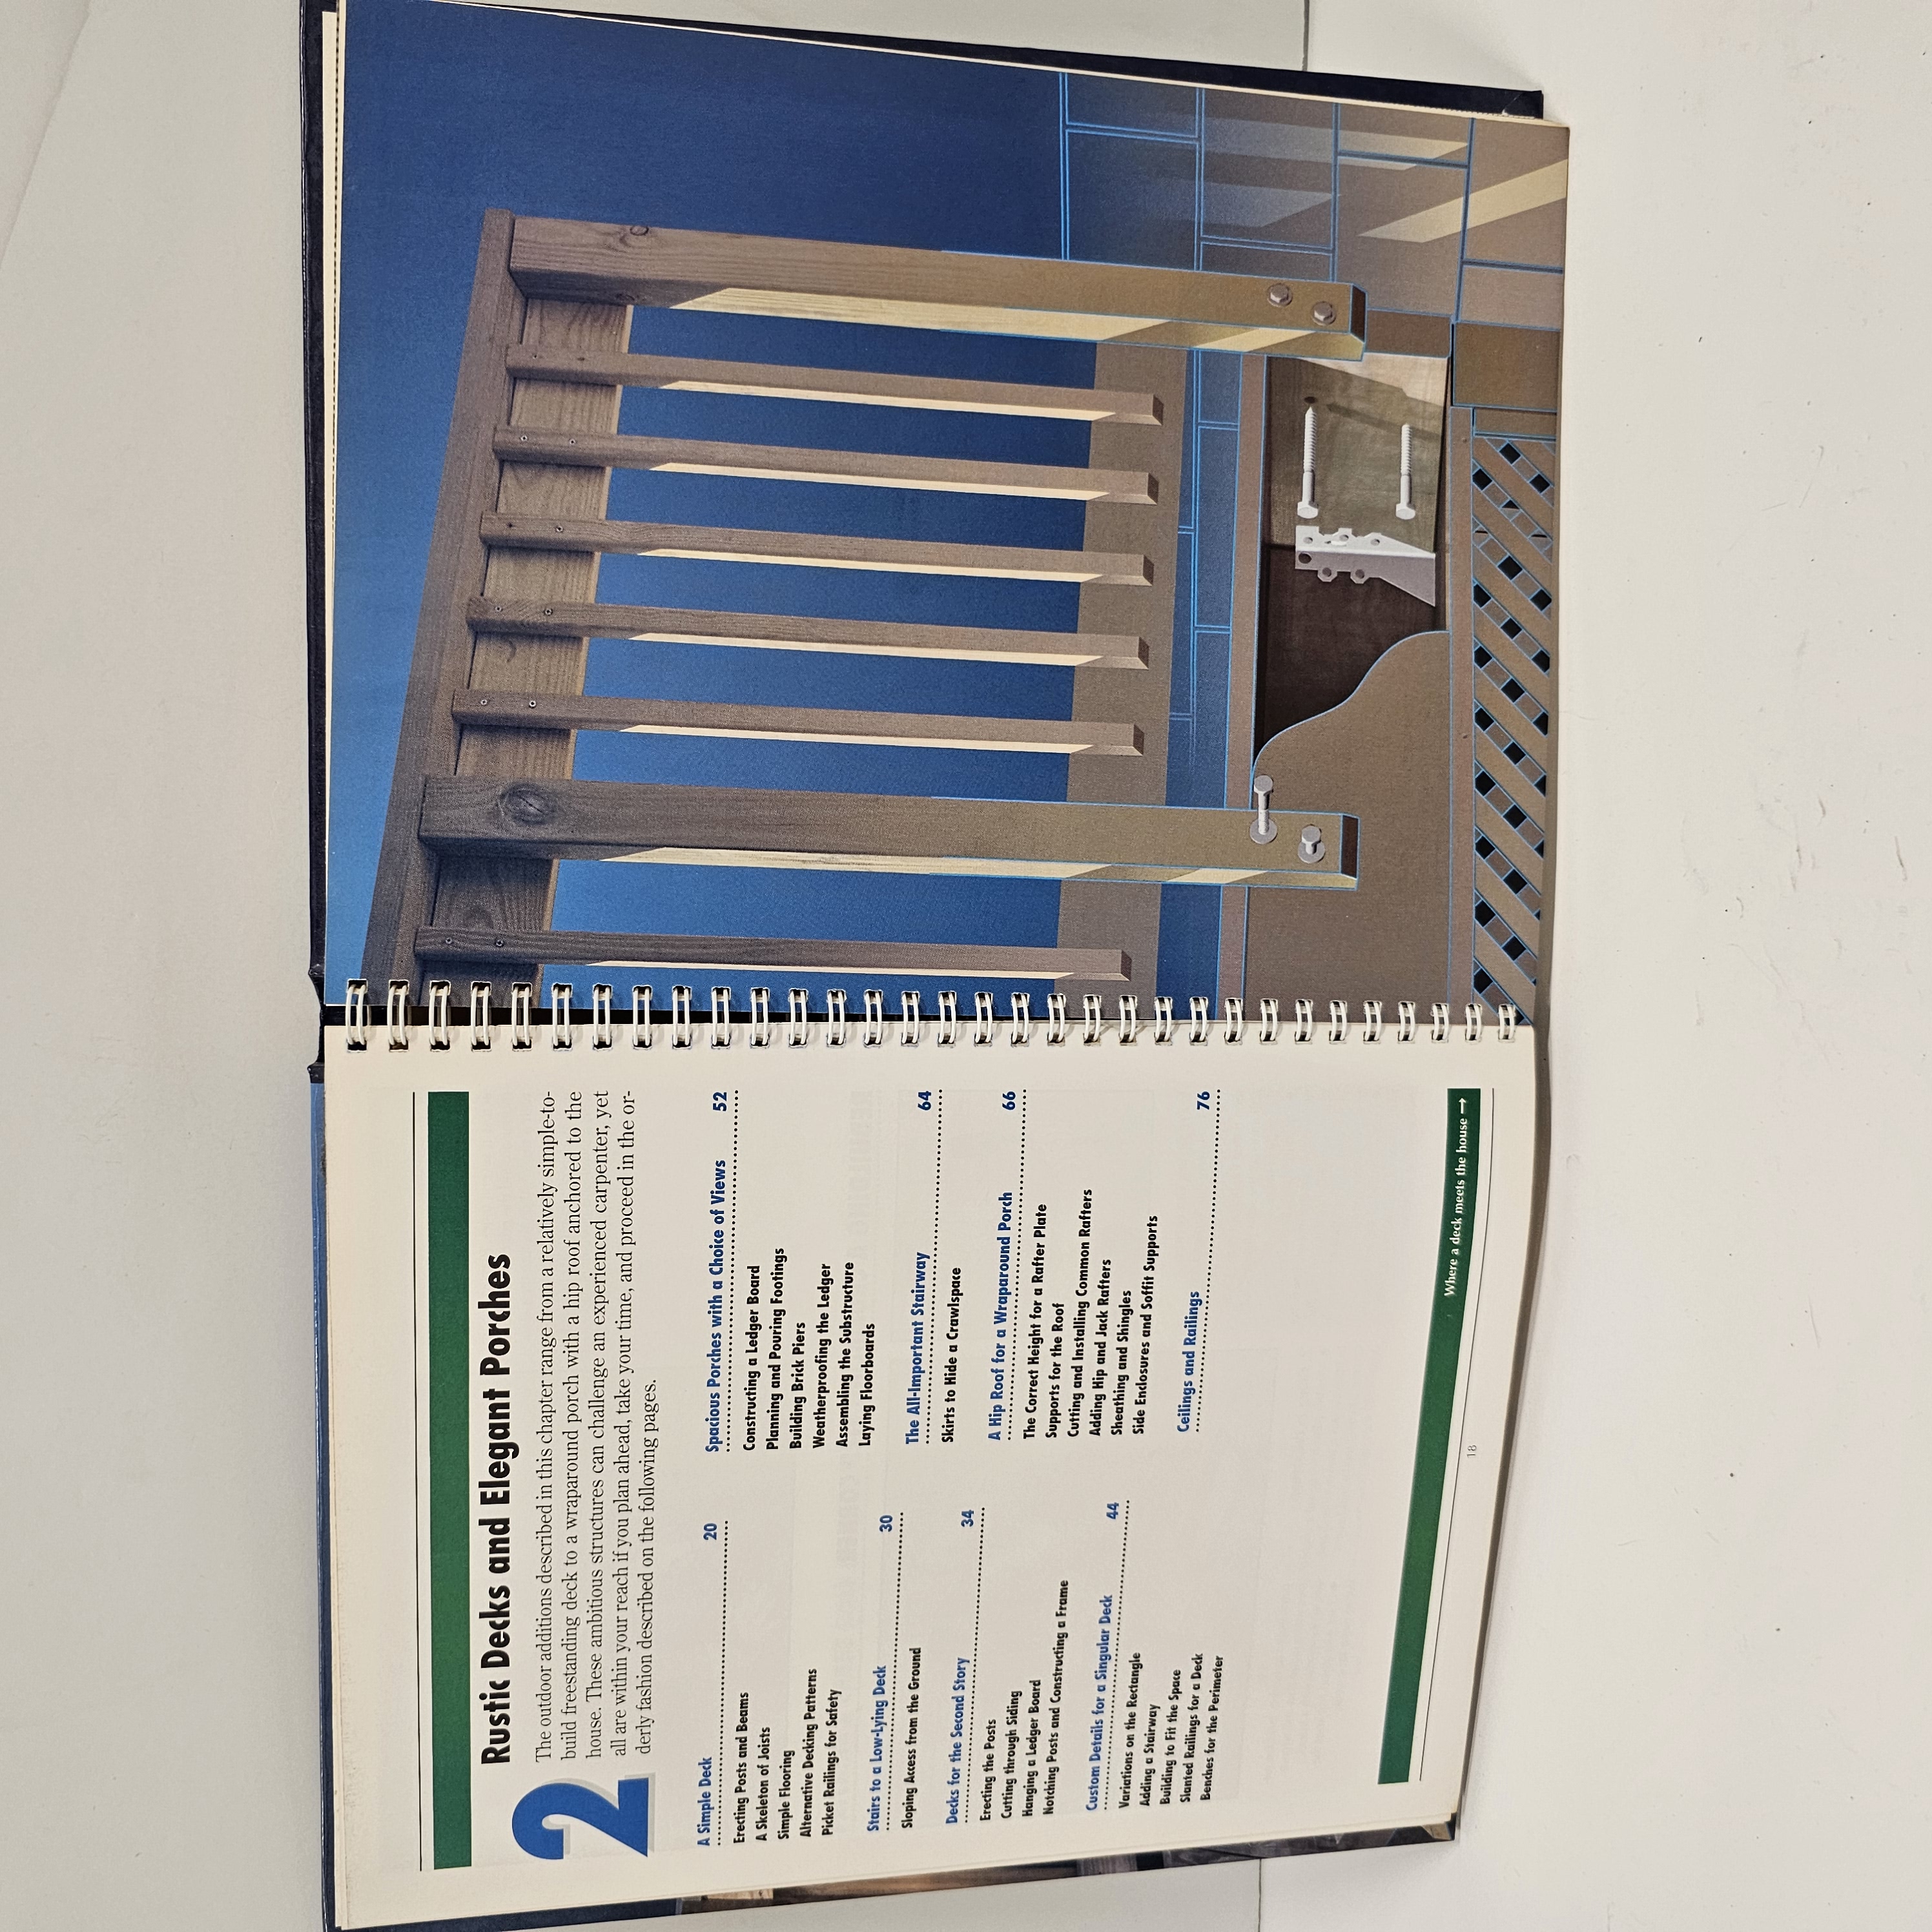 Rustic Decks and Elegant Porches
2
The outdoor additions described in this chapter range from a relatively simple-to-
build freestanding deck to a wraparound porch with a hip roof anchored to the
house. These ambitious structures can challenge an experienced carpenter, yet
all are within your reach if you plan ahead, take your time, and proceed in the or-
derly fashion described on the following pages.
A Simple Deck 20
Erecting Posts and Beams
A Skeleton of Joists
Simple Flooring
Alternative Decking Patterns
Picket Railings for Safety
Stairs to a Low-Lying Deck 30
Sloping Access from the Ground
Decks for the Second Story 34
Erecting the Posts
Cutting through Siding
Hanging a Ledger Board
Notching Posts and Constructing a Frame
Custom Details for a Singular Deck 44
Variations on the Rectangle
Adding a Stairway
Building to Fit the Space
Slanted Railings for a Deck
Benches for the Perimeter
Spacious Porches with a Choice of Views 52
Constructing a Ledger Board
Planning and Pouring Footings
Building Brick Piers
Weatherproofing the Ledger
Assembling the Substructure
Laying Floorboards
The All-Important Stairway 64
Skirts to Hide a Crawlspace
A Hip Roof for a Wraparound Porch 66
The Correct Height for a Rafter Plate
Supports for the Roof
Cutting and Installing Common Rafters
Adding Hip and Jack Rafters
Sheathing and Shingles
Side Enclosures and Soffit Supports
Ceilings and Railings 76
Where a deck meets the house →
18